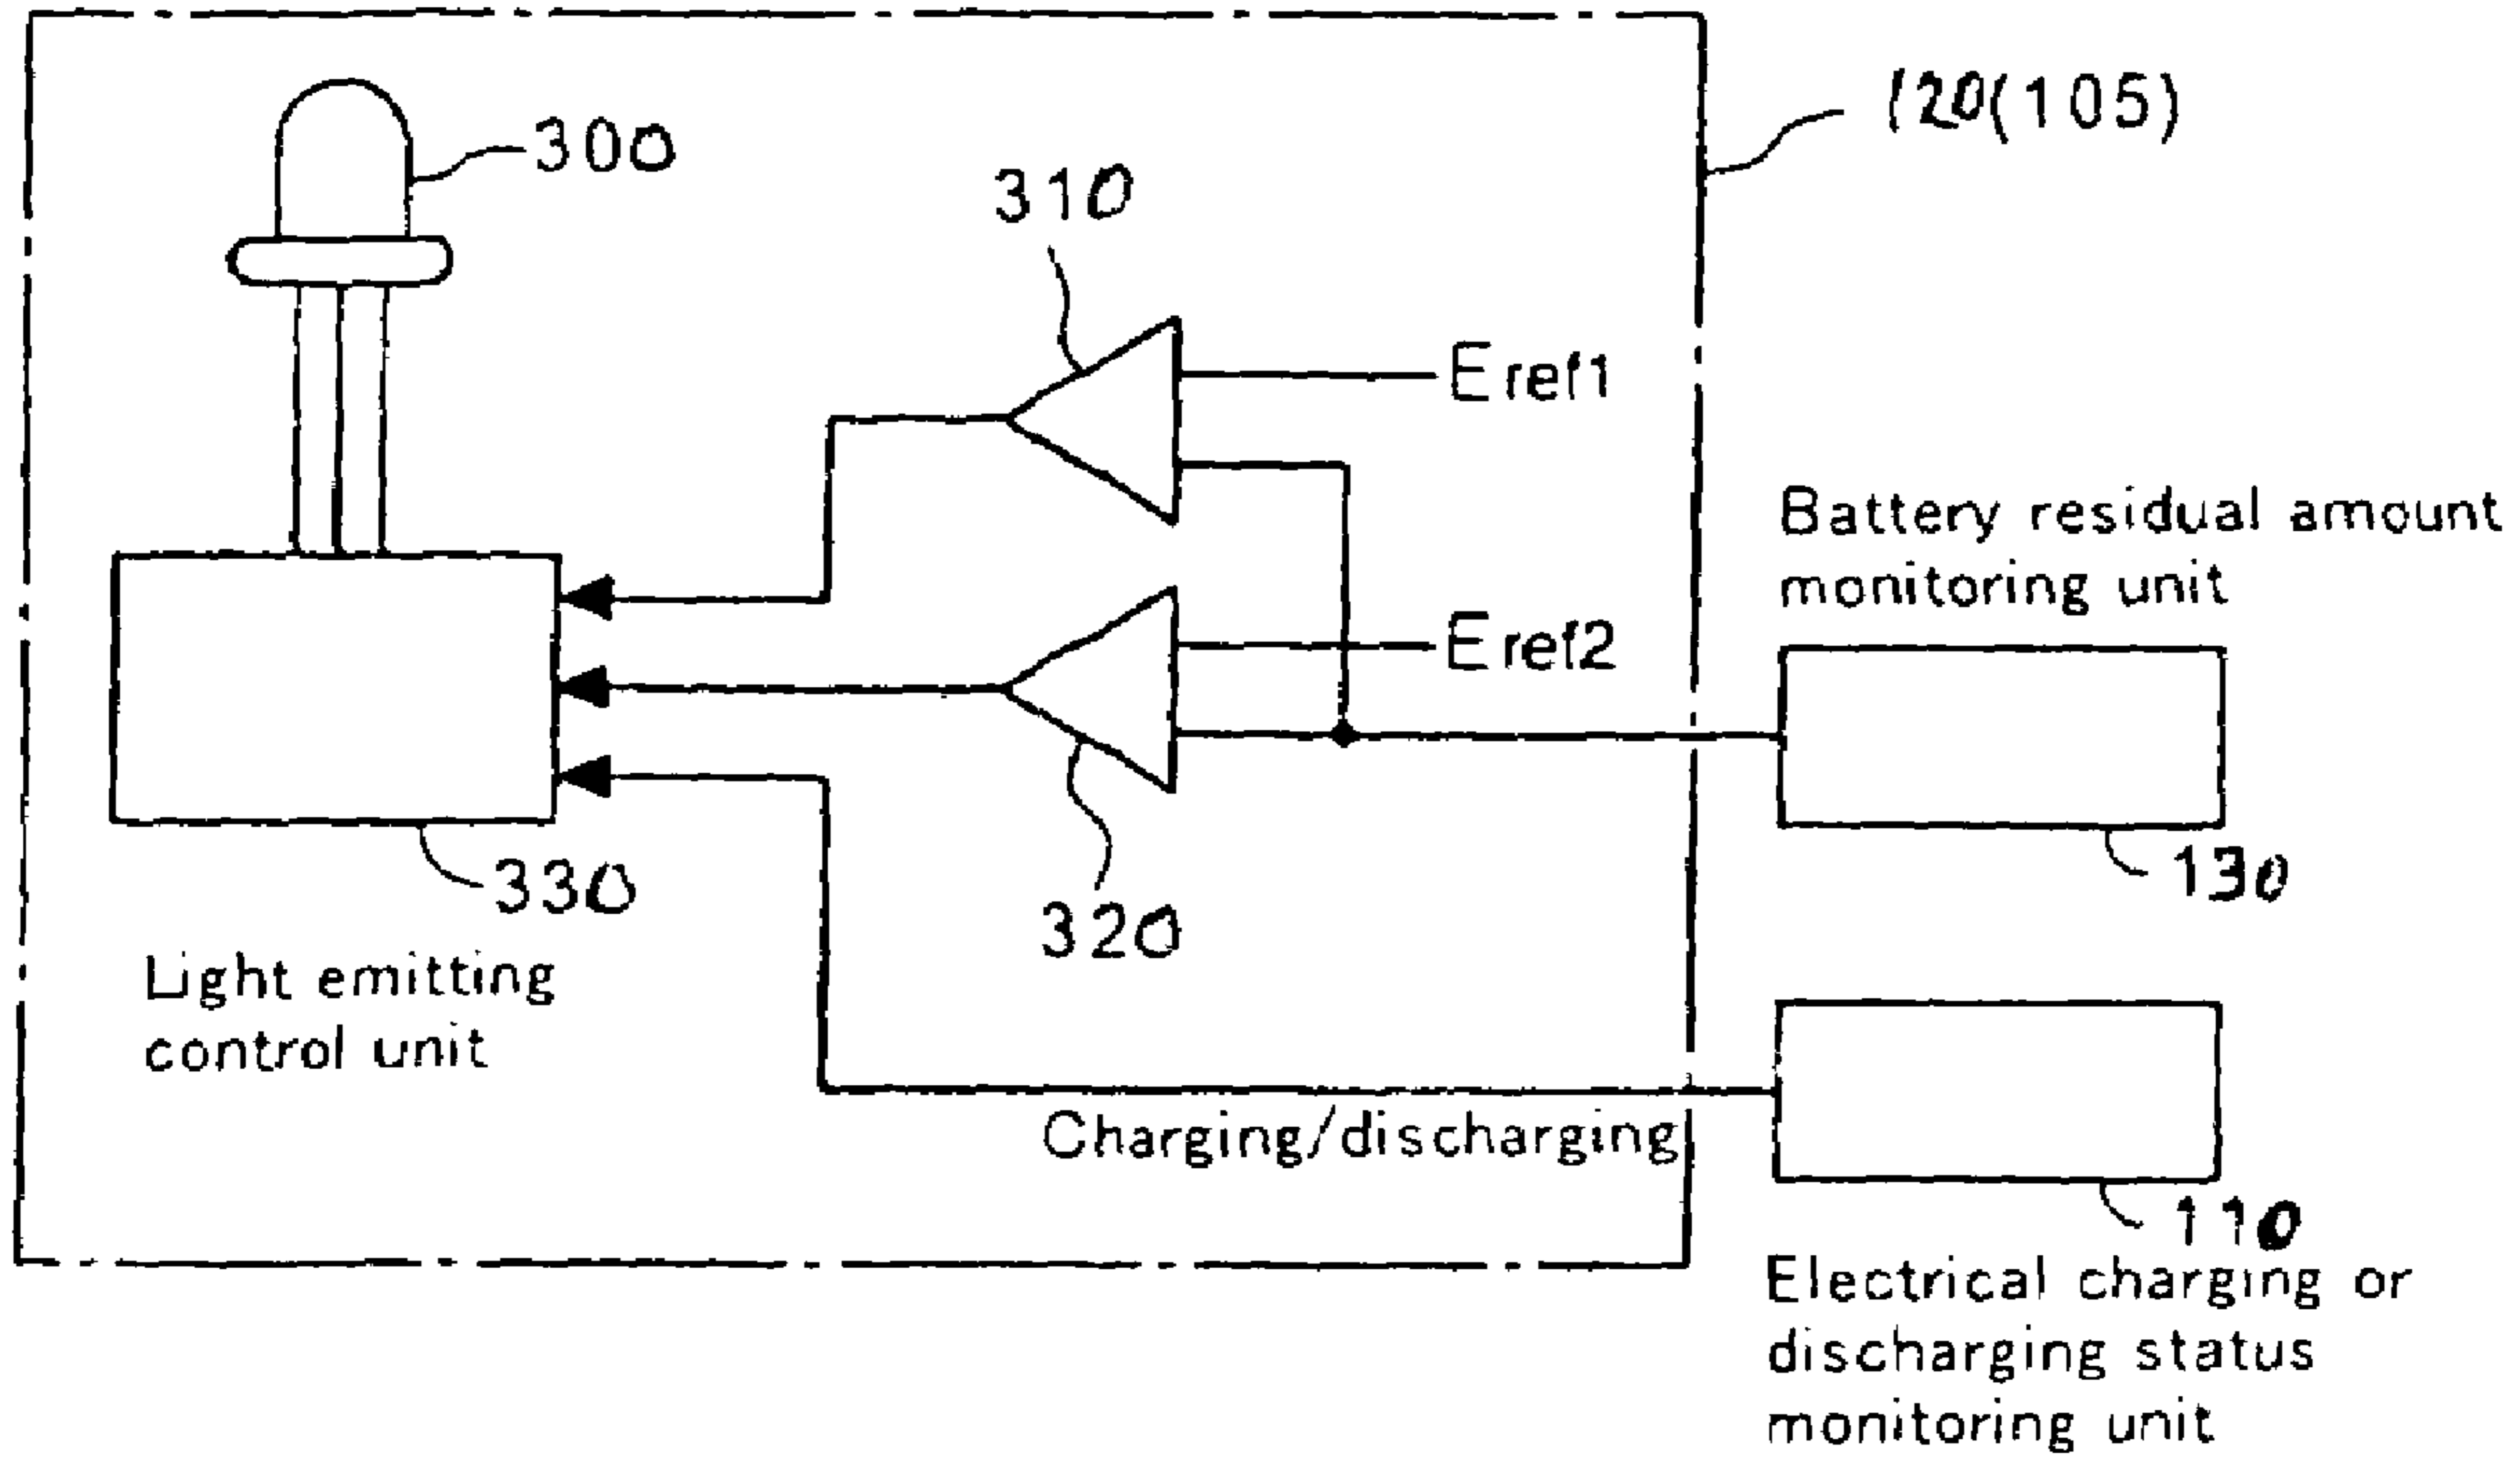 120(105)
300
310
Eref1
Battery residual amount
monitoring unit
Eref2
130
330
320
Light emitting
control unit
Charging/discharging
110
Electrical charging or
discharging status
monitoring unit